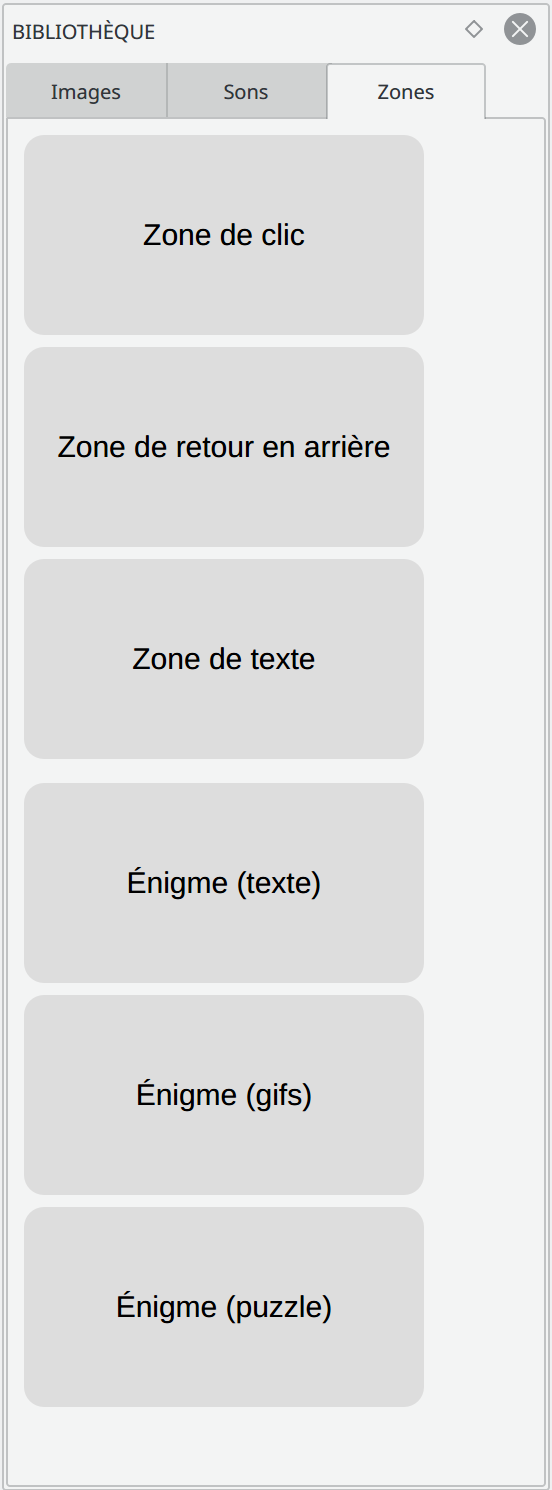 BIBLIOTHÈQUE
Images Sons Zones
Zone de clic
Zone de retour en arrière
Zone de texte
Énigme (texte)
Énigme (gifs)
Énigme (puzzle)